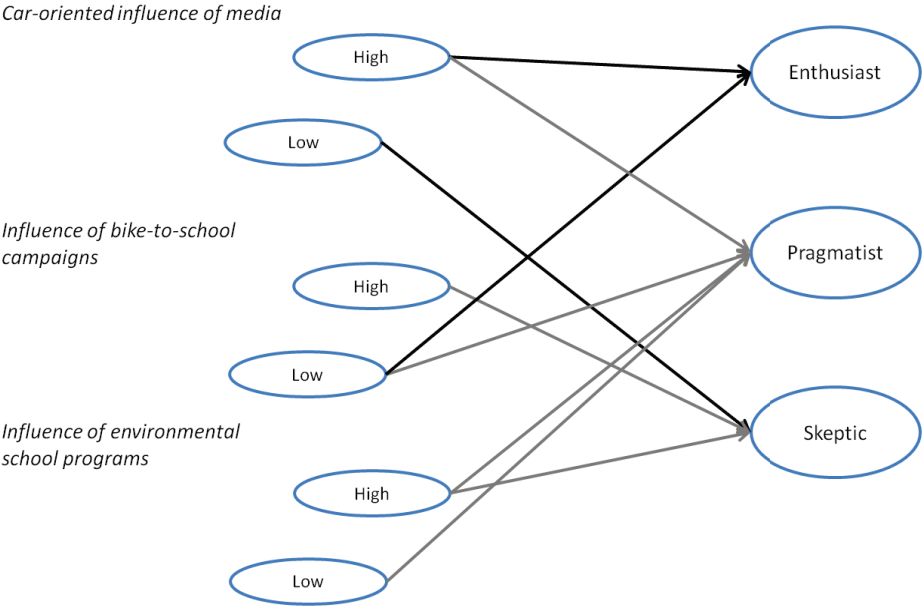 Car-oriented influence of media
High
Enthusiast
Low
Influence of bike-to-school
campaigns
Pragmatist
High
Low
Influence of environmental
school programs
Skeptic
High
Low